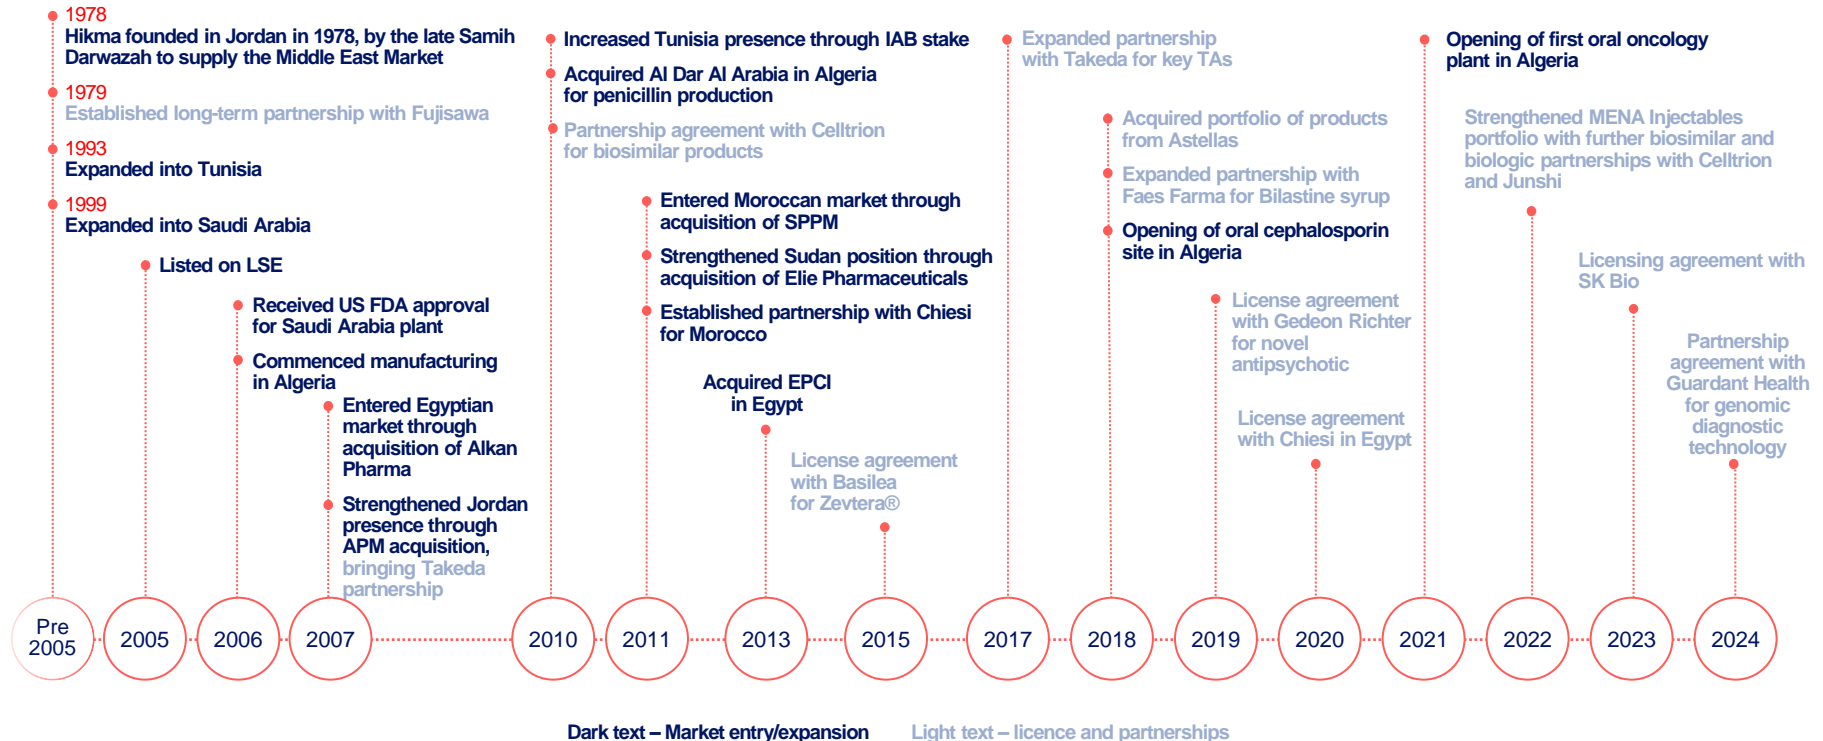 1978
Hikma founded in Jordan in 1978, by the late Samih
Darwazah to supply the Middle East Market
1979
Established long-term partnership with Fujisawa
1993
Expanded into Tunisia
1999
Expanded into Saudi Arabia
Listed on LSE
Received US FDA approval
for Saudi Arabia plant
Commenced manufacturing
in Algeria
Entered Egyptian
market through
acquisition of Alkan
Pharma
Strengthened Jordan
presence through
APM acquisition,
bringing Takeda
partnership
Increased Tunisia presence through IAB stake
Acquired Al Dar Al Arabia in Algeria
for penicillin production
Partnership agreement with Celltrion
for biosimilar products
Entered Moroccan market through
acquisition of SPPM
Strengthened Sudan position through
acquisition of Elie Pharmaceuticals
Established partnership with Chiesi
for Morocco
Acquired EPCI
in Egypt
License agreement
with Basilea
for Zevtera®
Expanded partnership
with Takeda for key TAs
Acquired portfolio of products
from Astellas
Expanded partnership with
Faes Farma for Bilastine syrup
Opening of oral cephalosporin
site in Algeria
License agreement
with Gedeon Richter
for novel
antipsychotic
License agreement
with Chiesi in Egypt
Opening of first oral oncology
plant in Algeria
Strengthened MENA Injectables
portfolio with further biosimilar and
biologic partnerships with Celltrion
and Junshi
Licensing agreement with
SK Bio
Partnership
agreement with
Guardant Health
for genomic
diagnostic
technology
Pre
2005
2005
2006
2007
2010
2011
2013
2015
2017
2018
2019
2020
2021
2022
2023
2024
Dark text – Market entry/expansion
Light text – licence and partnerships